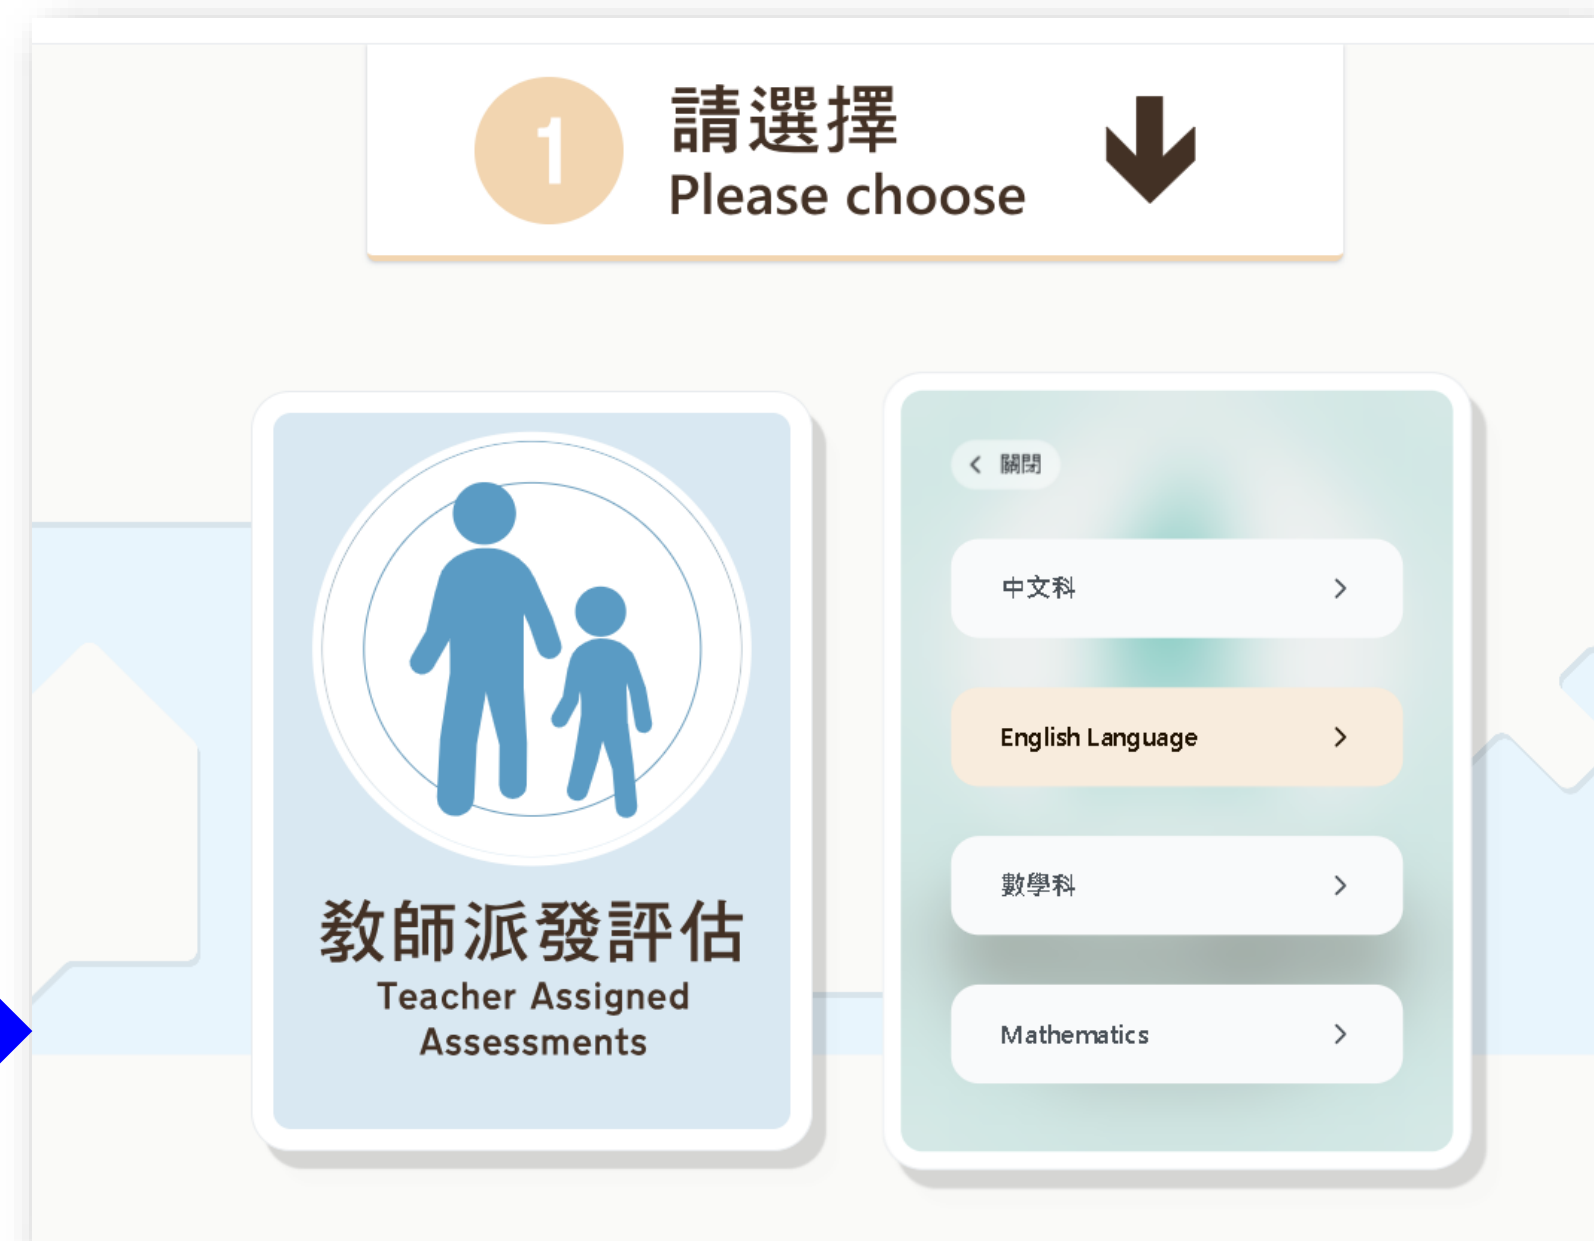 1
請選擇
Please choose
教師派發評估
Teacher Assigned
Assessments
關閉
中文科
English Language
數學科
Mathematics